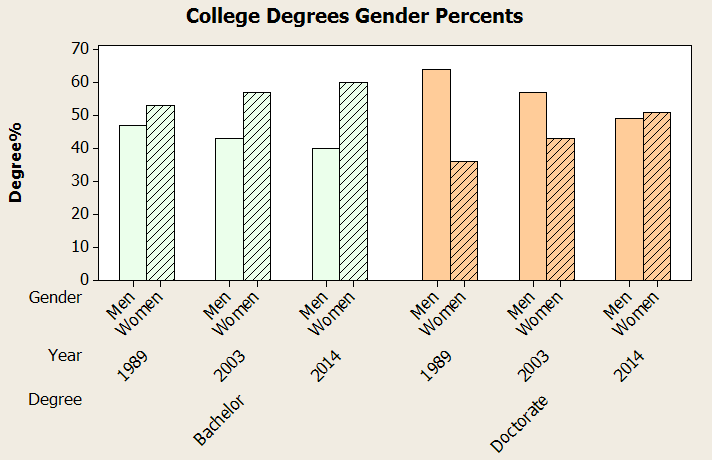 College Degrees Gender Percents
Degree%
70
60
50
40
30
20
10
0
Gender Men Women Men Women Men Women Men Women Men Women Men Women
Year 1989 2003 2014 1989 2003 2014
Degree Bachelor Doctorate